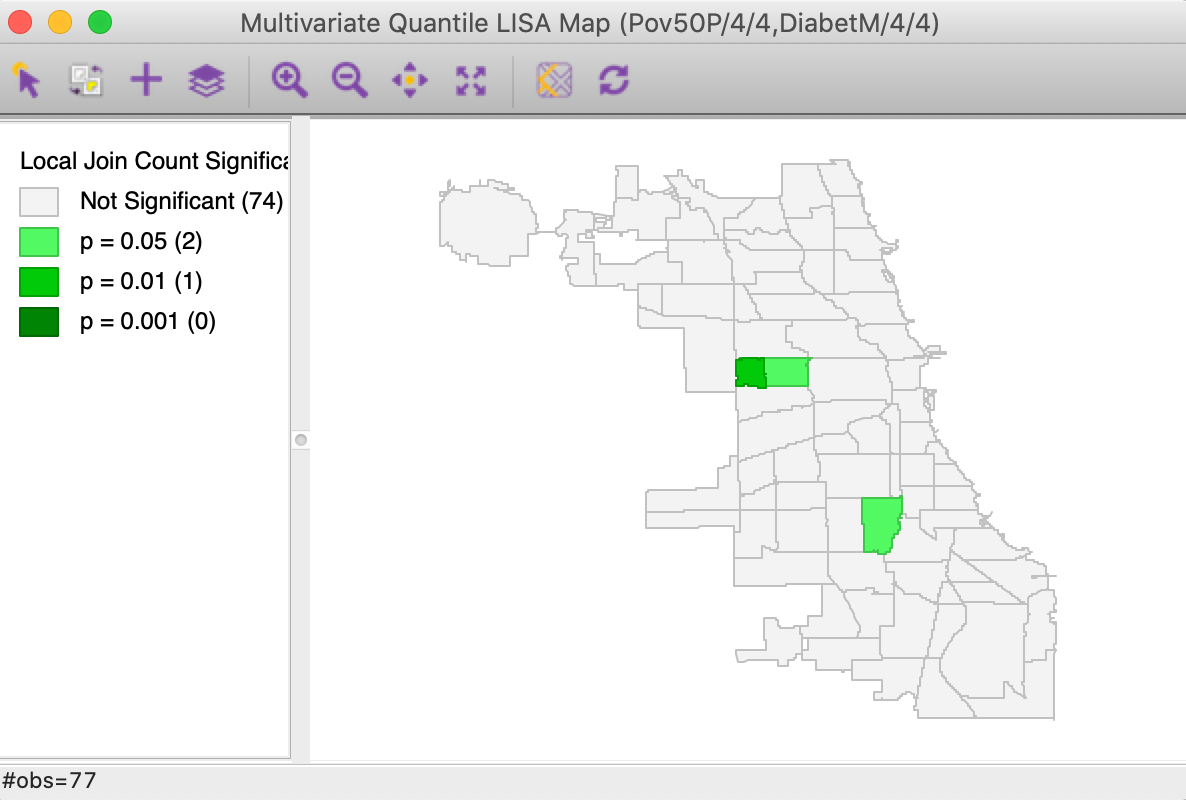 Multivariate Quantile LISA Map (Pov50P/4/4,DiabetM/4/4)
Local Join Count Significa
Not Significant (74)
p = 0.05 (2)
p = 0.01 (1)
p = 0.001 (0)
#obs=77